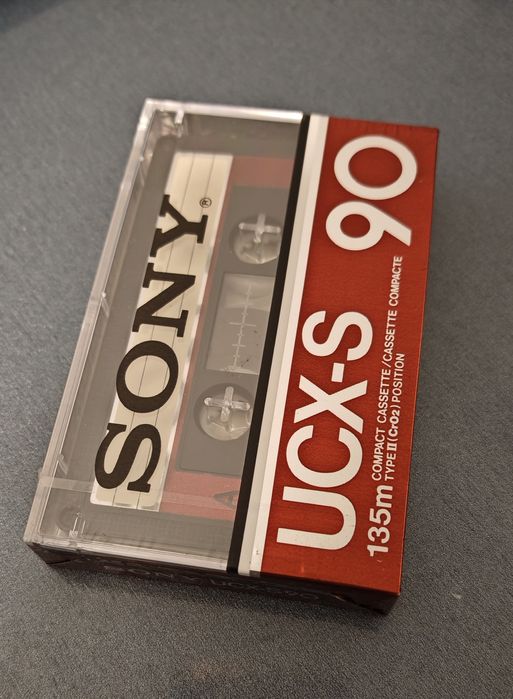 SONY®
A
UCX-S 90
135m COMPACT CASSETTE/CASSETTE COMPACTE
TYPE II (CrO2) POSITION